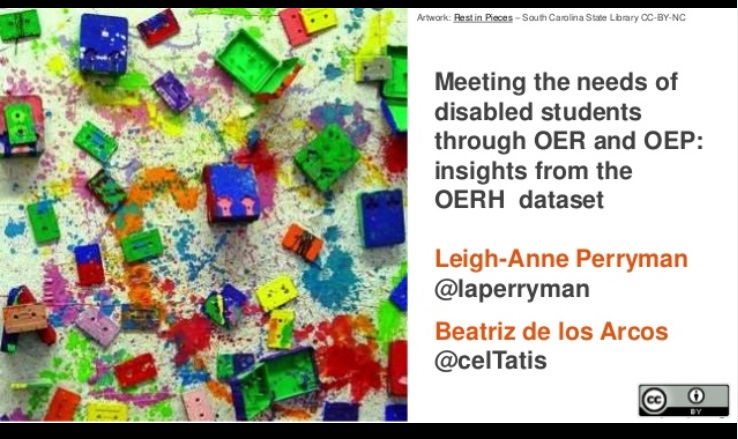 Artwork: Rest in Pieces – South Carolina State Library CC-BY-NC
Meeting the needs of
disabled students
through OER and OEP:
insights from the
OERH dataset
Leigh-Anne Perryman
@laperryman
Beatriz de los Arcos
@celTatis
cc
BY